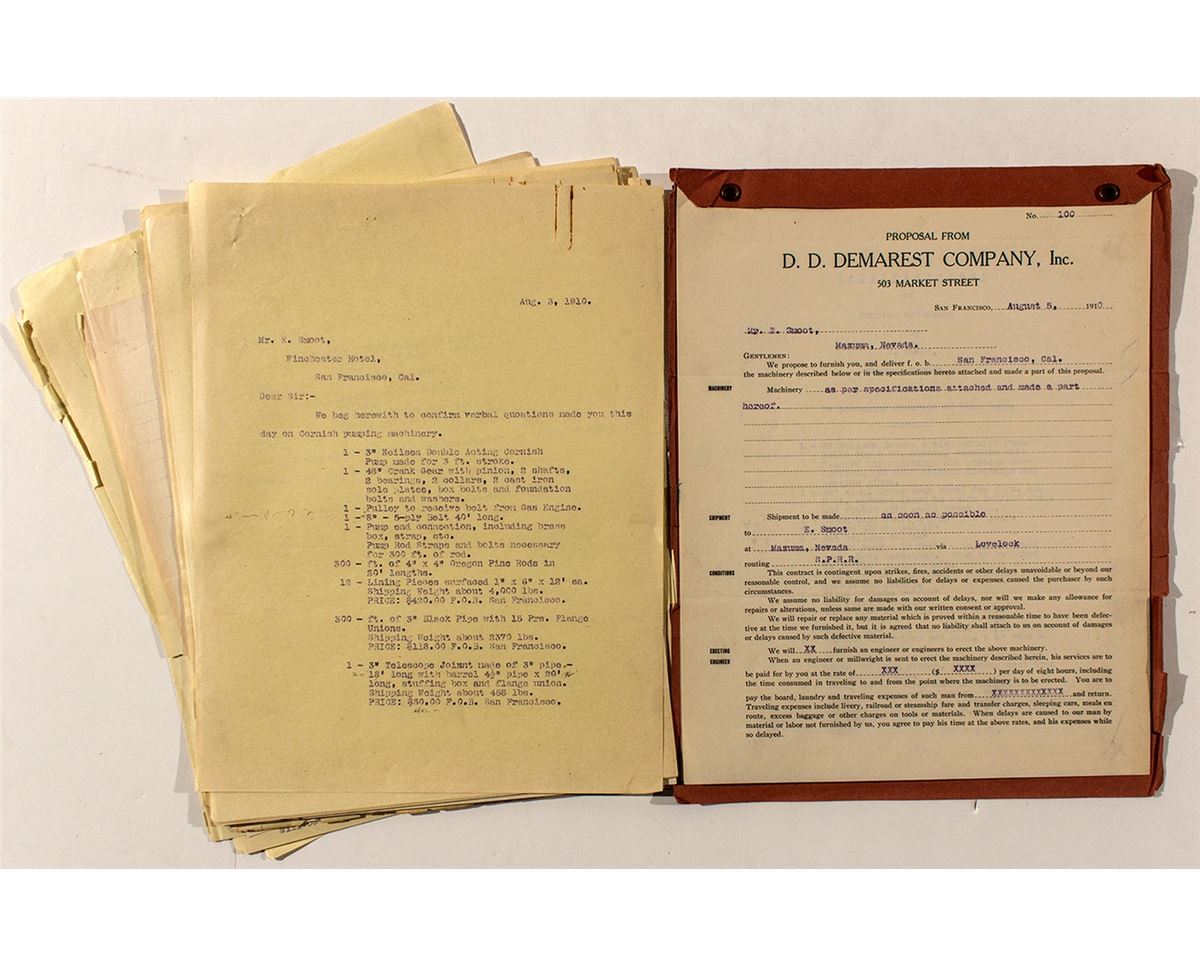 Aug. 3, 1910.
Mr. E. Smoot,
Winchester Hotel,
San Francisco, Cal.
Dear Sir:-
We beg herewith to confirm verbal quotations made you this
day on Cornish pumping machinery.
1 - 3" Neilsen Double Acting Cornish
Pump made for 3 ft. stroke.
1 - 48" Crank Gear with pinion, 2 shafts,
2 bearings, 2 collars, 2 cast iron
sole plates, box bolts and foundation
bolts and washers.
1 - Pulley to receive belt from Gas Engine.
1 - 8" - 5-ply Belt 40' long.
1 - Pump end connection, including brass
box, strap, etc.
Pump Rod Straps and bolts necessary
for 300 ft. of rod.
300 - ft. of 4" x 4" Oregon Pine Rods in
20' lengths.
12 - Lining Pieces surfaced 1" x 6" x 12' ea.
Shipping Weight about 4,000 lbs.
PRICE: $420.00 F.O.B. San Francisco.
300 - ft. of 3" Black Pipe with 15 Prs. Flange
Unions.
Shipping Weight about 2370 lbs.
PRICE: $118.00 F.O.B. San Francisco.
1 - 3" Telescope Joimnt made of 3" pipe
18' long with barrel 4½" pipe x 20'
long, stuffing box and flange union.
Shipping Weight about 458 lbs.
PRICE: $30.00 F.O.B. San Francisco.
No. 100
PROPOSAL FROM
D. D. DEMAREST COMPANY, Inc.
503 MARKET STREET
SAN FRANCISCO, August 5, 1910
Mr. E. Smoot,
Mazuma, Nevada.
GENTLEMEN:
We propose to furnish you, and deliver f. o. b. San Francisco, Cal.
the machinery described below or in the specifications hereto attached and made a part of this proposal.
MACHINERY Machinery as per specifications attached and made a part
hereof.
SHIPMENT Shipment to be made as soon as possible
to E. Smoot
at Mazuma, Nevada via Lovelock
routing S.P.R.R.
CONDITIONS This contract is contingent upon strikes, fires, accidents or other delays unavoidable or beyond our
reasonable control, and we assume no liabilities for delays or expenses caused the purchaser by such
circumstances.
We assume no liability for damages on account of delays, nor will we make any allowance for
repairs or alterations, unless same are made with our written consent or approval.
We will repair or replace any material which is proved within a reasonable time to have been defec-
tive at the time we furnished it, but it is agreed that no liability shall attach to us on account of damages
or delays caused by such defective material.
ERECTING We will XX furnish an engineer or engineers to erect the above machinery.
ENGINEER When an engineer or millwright is sent to erect the machinery described herein, his services are to
be paid for by you at the rate of XXX ($ XXXX ) per day of eight hours, including
the time consumed in traveling to and from the point where the machinery is to be erected. You are to
pay the board, laundry and traveling expenses of such man from XXXXXXXXXXXXX and return.
Traveling expenses include livery, railroad or steamship fare and transfer charges, sleeping cars, meals en
route, excess baggage or other charges on tools or materials. When delays are caused to our man by
material or labor not furnished by us, you agree to pay his time at the above rates, and his expenses while
so delayed.